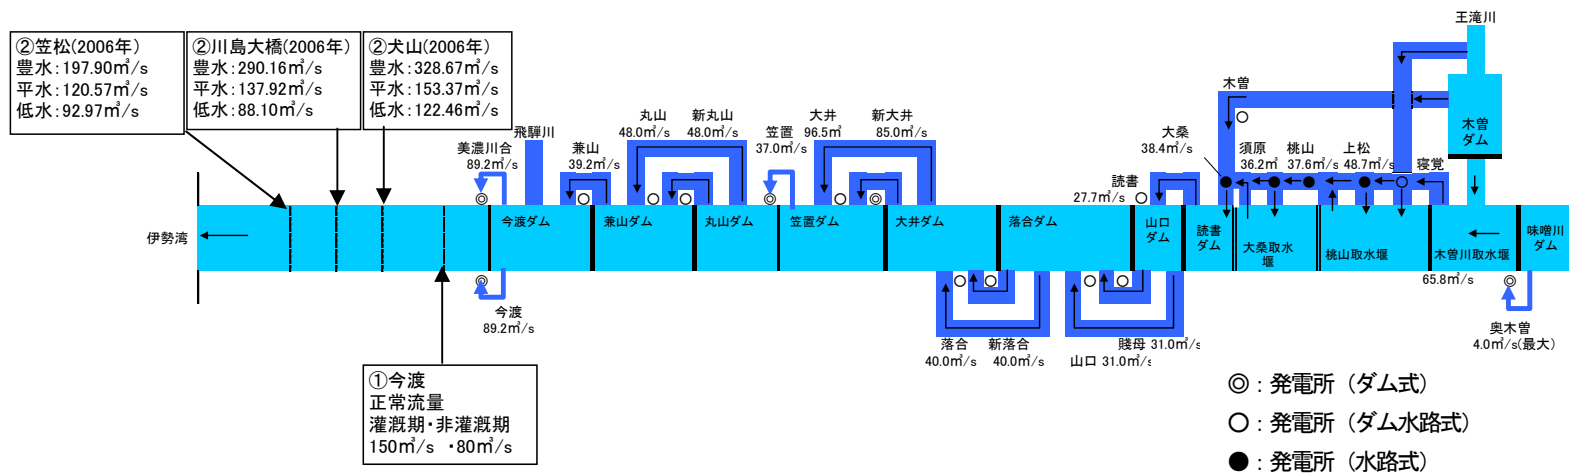 ②笠松(2006年)
豊水:197.90㎥/s
平水:120.57㎥/s
低水:92.97㎥/s
②川島大橋(2006年)
豊水:290.16㎥/s
平水:137.92㎥/s
低水:88.10㎥/s
②犬山(2006年)
豊水:328.67㎥/s
平水:153.37㎥/s
低水:122.46㎥/s
王滝川
木曽
木曽
ダム
飛騨川
美濃川合
89.2㎥/s
兼山
39.2㎥/s
丸山
48.0㎥/s
新丸山
48.0㎥/s
笠置
37.0㎥/s
大井
96.5㎥
新大井
85.0㎥/s
大桑
38.4㎥/s
読書
27.7㎥/s
須原
36.2㎥
桃山
37.6㎥/s
上松
48.7㎥/s
寝覚
伊勢湾
今渡ダム
兼山ダム
丸山ダム
笠置ダム
大井ダム
落合ダム
山口
ダム
読書
ダム
大桑取水
堰
桃山取水堰
木曽川取水堰
味噌川
ダム
65.8㎥/s
今渡
89.2㎥/s
落合
40.0㎥/s
新落合
40.0㎥/s
山口 31.0㎥/s
賤母 31.0㎥/s
奥木曽
4.0㎥/s(最大)
①今渡
正常流量
灌漑期・非灌漑期
150㎥/s ・80㎥/s
◎:発電所(ダム式)
○:発電所(ダム水路式)
●:発電所(水路式)